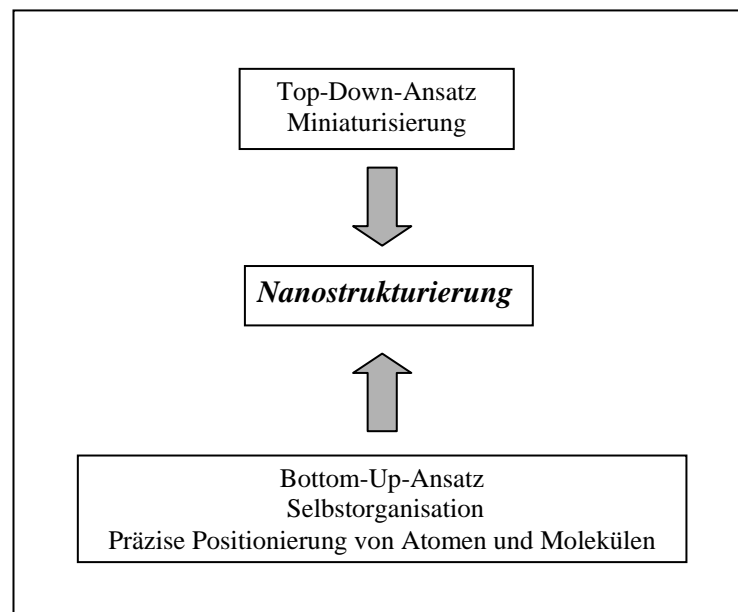 Top-Down-Ansatz
Miniaturisierung
Nanostrukturierung
Bottom-Up-Ansatz
Selbstorganisation
Präzise Positionierung von Atomen und Molekülen